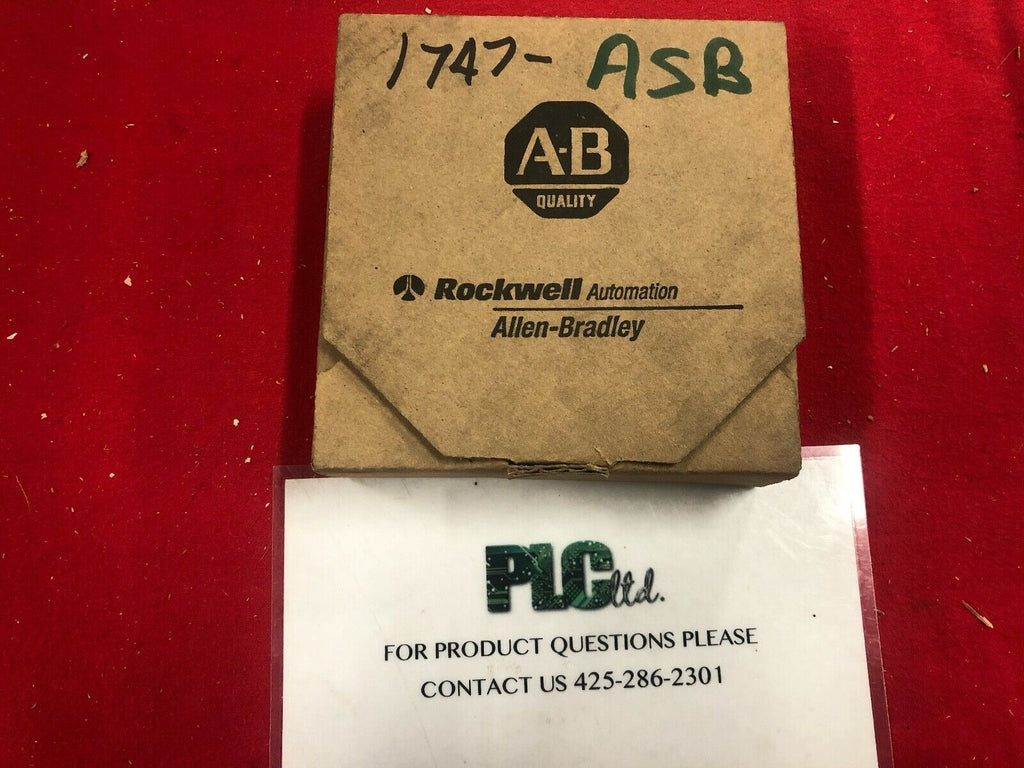 1747-ASB
A-B
QUALITY
Rockwell Automation
Allen-Bradley
PLC ltd.
FOR PRODUCT QUESTIONS PLEASE
CONTACT US 425-286-2301